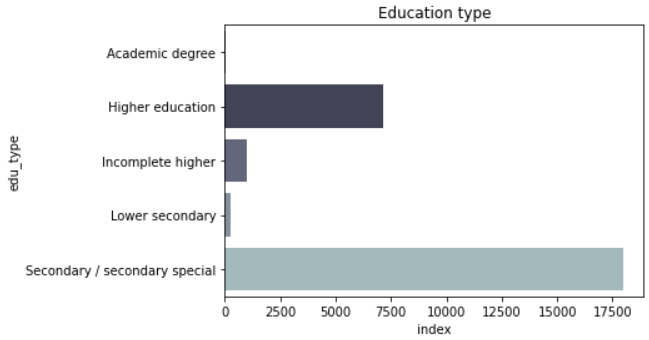 Education type
Academic degree
Higher education
Incomplete higher
Lower secondary
Secondary / secondary special
edu_type
0 2500 5000 7500 10000 12500 15000 17500
index